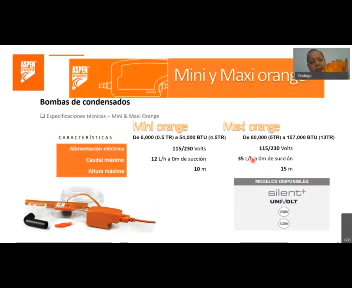 ASPEN
Mini y Maxi orange
Rodrigo
Bombas de condensados
❑ Especificaciones técnicas – Mini & Maxi Orange
Mini orange Maxi orange
CARACTERÍSTICAS De 6,000 (0.5 TR) a 54,000 BTU (4.5TR) De 60,000 (5TR) a 157,000 BTU (13TR)
Alimentación eléctrica 115/230 Volts 115/230 Volts
Caudal máximo 12 L/h a 0m de succión 35 L/h a 0m de succión
Altura máxima 10 m 15 m
MODELOS DISPONIBLES
silent+
UNIVOLT
230V